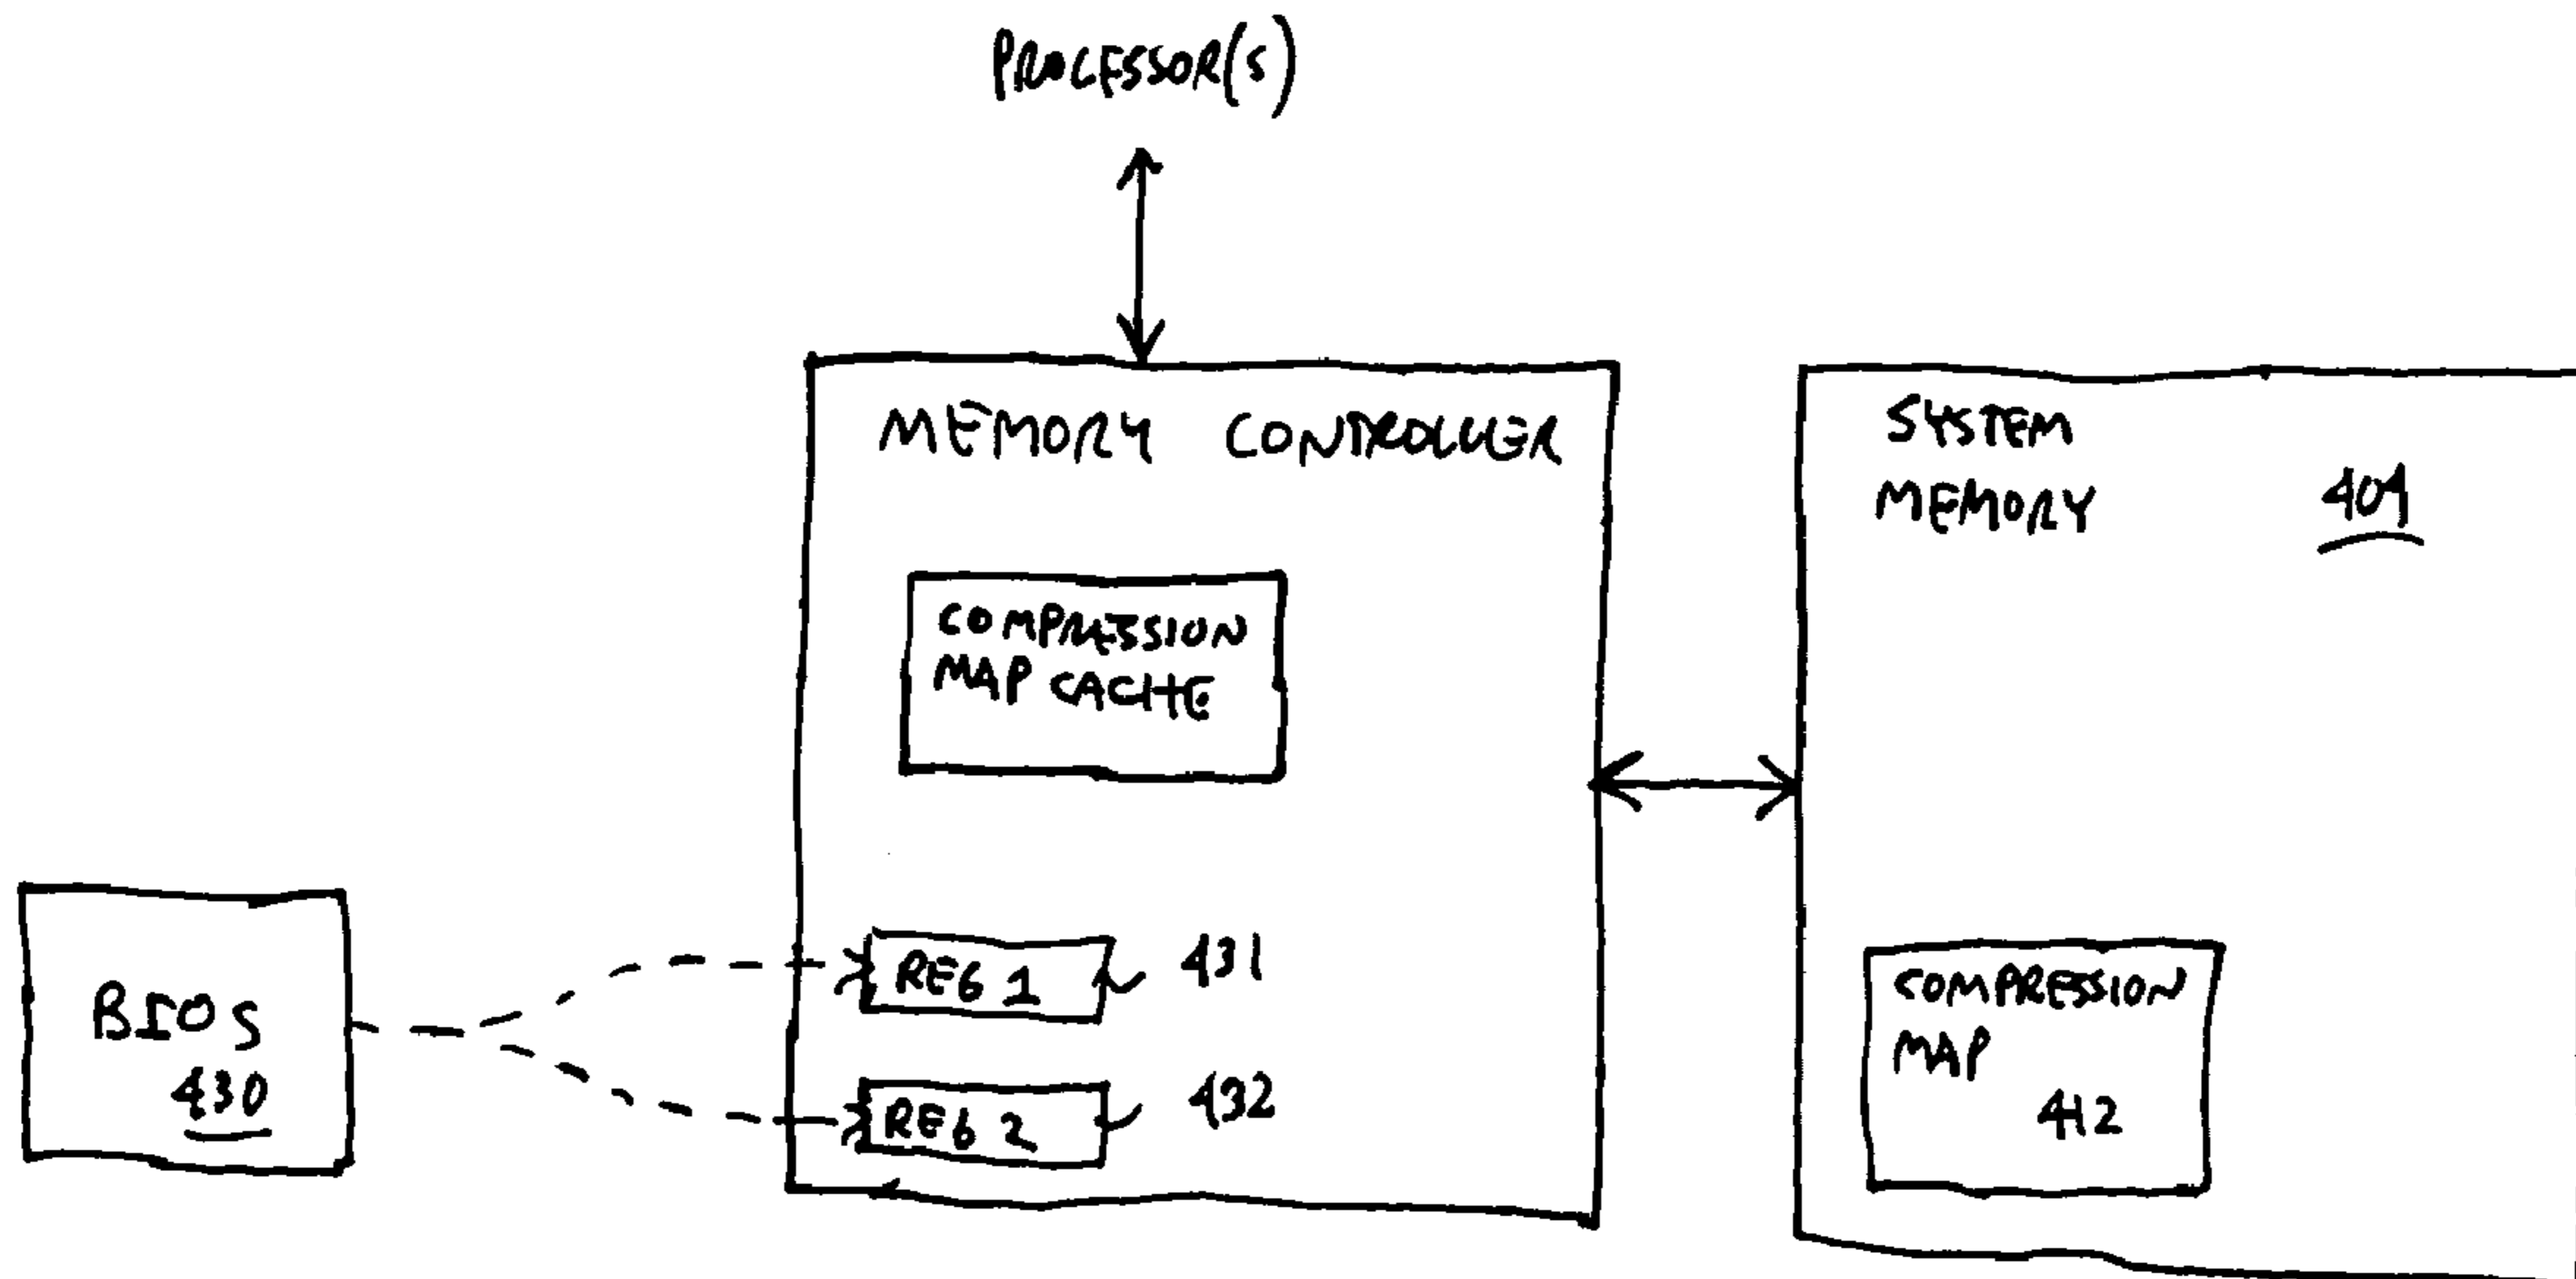 PROCESSOR(S)
MEMORY CONTROLLER
COMPRESSION
MAP CACHE
REG 1
431
REG 2
432
BIOS
430
SYSTEM
MEMORY
404
COMPRESSION
MAP
412